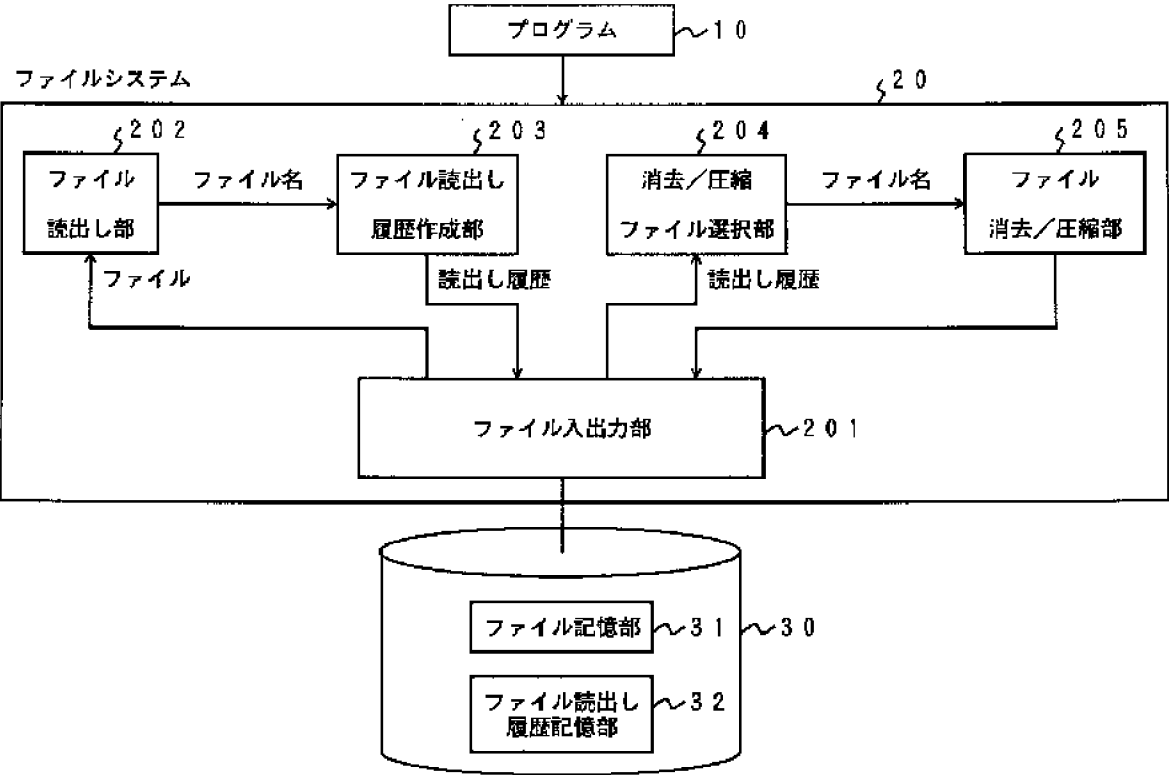 プログラム
10
ファイルシステム
20
202
203
204
205
ファイル
読出し部
ファイル名
ファイル読出し
履歴作成部
消去／圧縮
ファイル選択部
ファイル名
ファイル
消去／圧縮部
ファイル
読出し履歴
読出し履歴
ファイル入出力部
201
ファイル記憶部
31
30
ファイル読出し
履歴記憶部
32